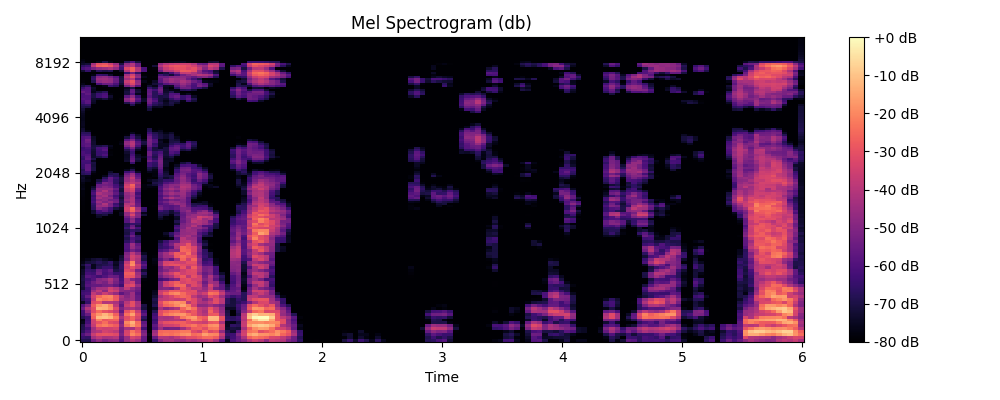 Mel Spectrogram (db)
Hz
8192
4096
2048
1024
512
0
0 1 2 3 4 5 6
Time
+0 dB
-10 dB
-20 dB
-30 dB
-40 dB
-50 dB
-60 dB
-70 dB
-80 dB